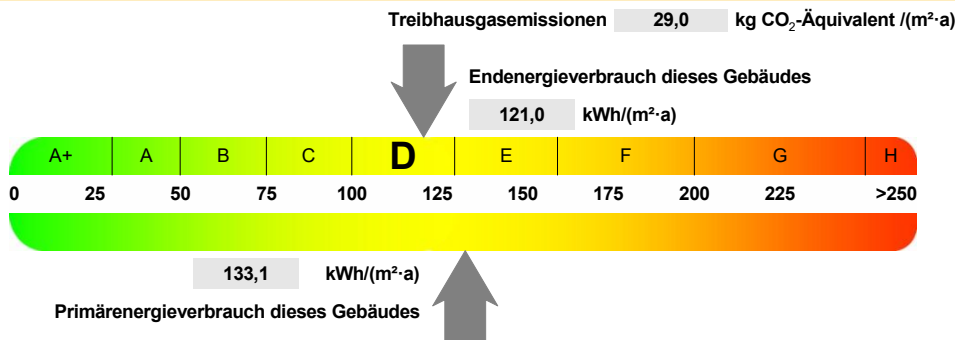 Treibhausgasemissionen 29,0 kg CO₂-Äquivalent /(m²·a)
Endenergieverbrauch dieses Gebäudes
121,0 kWh/(m²·a)
A+ A B C D E F G H
0 25 50 75 100 125 150 175 200 225 >250
133,1 kWh/(m²·a)
Primärenergieverbrauch dieses Gebäudes